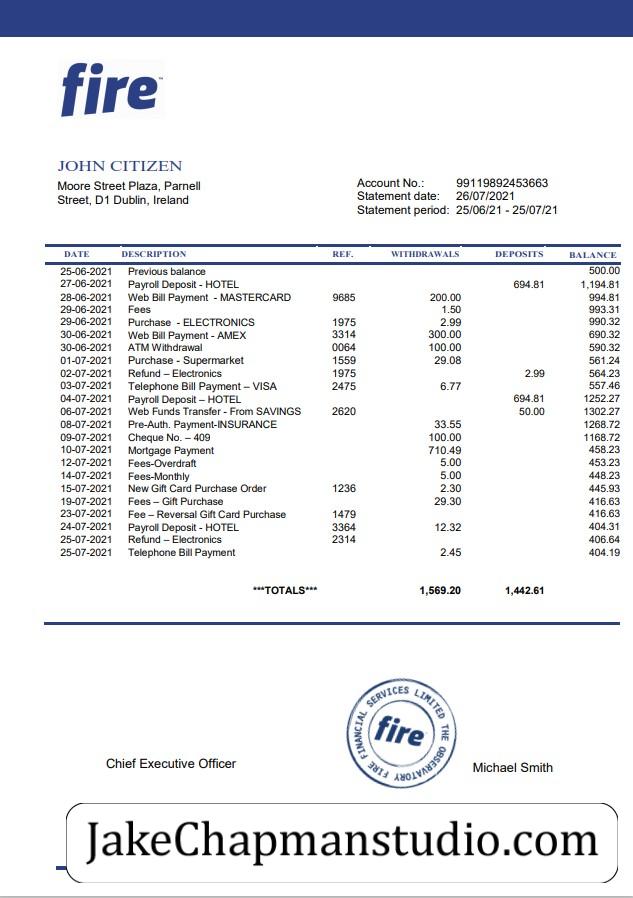 fire™
JOHN CITIZEN
Moore Street Plaza, Parnell
Street, D1 Dublin, Ireland
Account No.: 99119892453663
Statement date: 26/07/2021
Statement period: 25/06/21 - 25/07/21
DATE DESCRIPTION REF. WITHDRAWALS DEPOSITS BALANCE
25-06-2021 Previous balance 500.00
27-06-2021 Payroll Deposit - HOTEL 694.81 1,194.81
28-06-2021 Web Bill Payment - MASTERCARD 9685 200.00 994.81
29-06-2021 Fees 1.50 993.31
29-06-2021 Purchase - ELECTRONICS 1975 2.99 990.32
30-06-2021 Web Bill Payment - AMEX 3314 300.00 690.32
30-06-2021 ATM Withdrawal 0064 100.00 590.32
01-07-2021 Purchase - Supermarket 1559 29.08 561.24
02-07-2021 Refund – Electronics 1975 2.99 564.23
03-07-2021 Telephone Bill Payment – VISA 2475 6.77 557.46
04-07-2021 Payroll Deposit – HOTEL 694.81 1252.27
06-07-2021 Web Funds Transfer - From SAVINGS 2620 50.00 1302.27
08-07-2021 Pre-Auth. Payment-INSURANCE 33.55 1268.72
09-07-2021 Cheque No. – 409 100.00 1168.72
10-07-2021 Mortgage Payment 710.49 458.23
12-07-2021 Fees-Overdraft 5.00 453.23
14-07-2021 Fees-Monthly 5.00 448.23
15-07-2021 New Gift Card Purchase Order 1236 2.30 445.93
19-07-2021 Fees – Gift Purchase 29.30 416.63
23-07-2021 Fee – Reversal Gift Card Purchase 1479 416.63
24-07-2021 Payroll Deposit - HOTEL 3364 12.32 404.31
25-07-2021 Refund – Electronics 2314 406.64
25-07-2021 Telephone Bill Payment 2.45 404.19
***TOTALS*** 1,569.20 1,442.61
FIRE FINANCIAL SERVICES LIMITED THE OBSERVATORY
fire
Chief Executive Officer
Michael Smith
JakeChapmanstudio.com